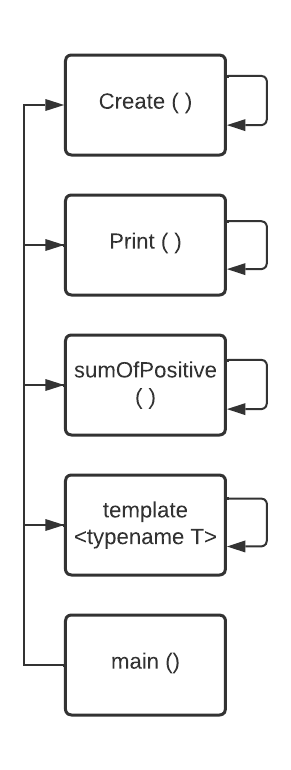 Create ( )
Print ( )
sumOfPositive
( )
template
<typename T>
main ()